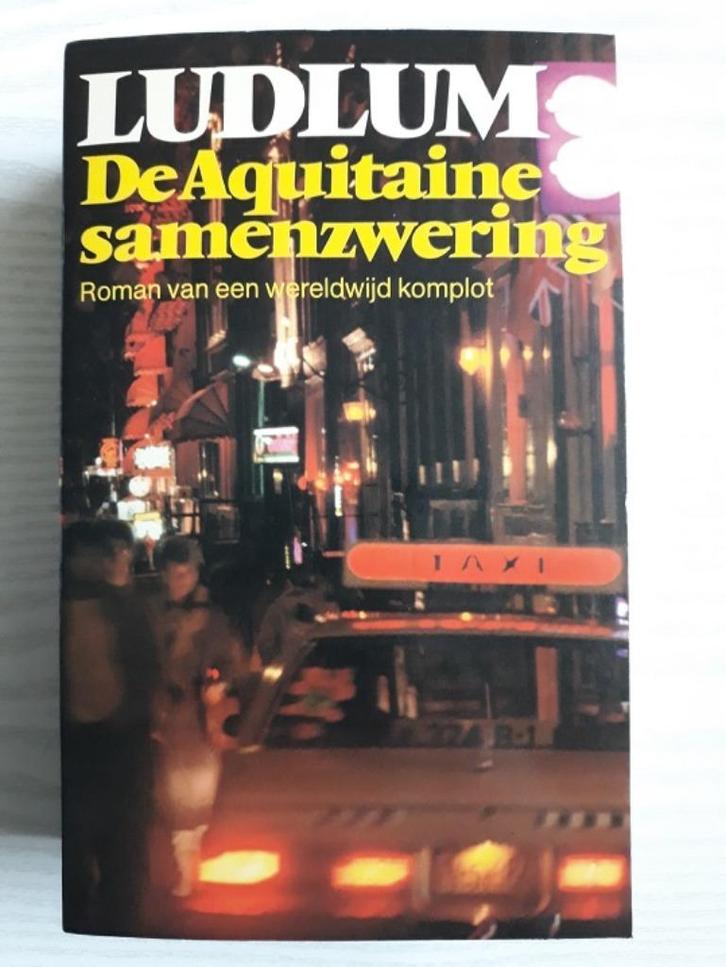 LUDLUM
De Aquitaine
samenzwering
Roman van een wereldwijd komplot
TAXI